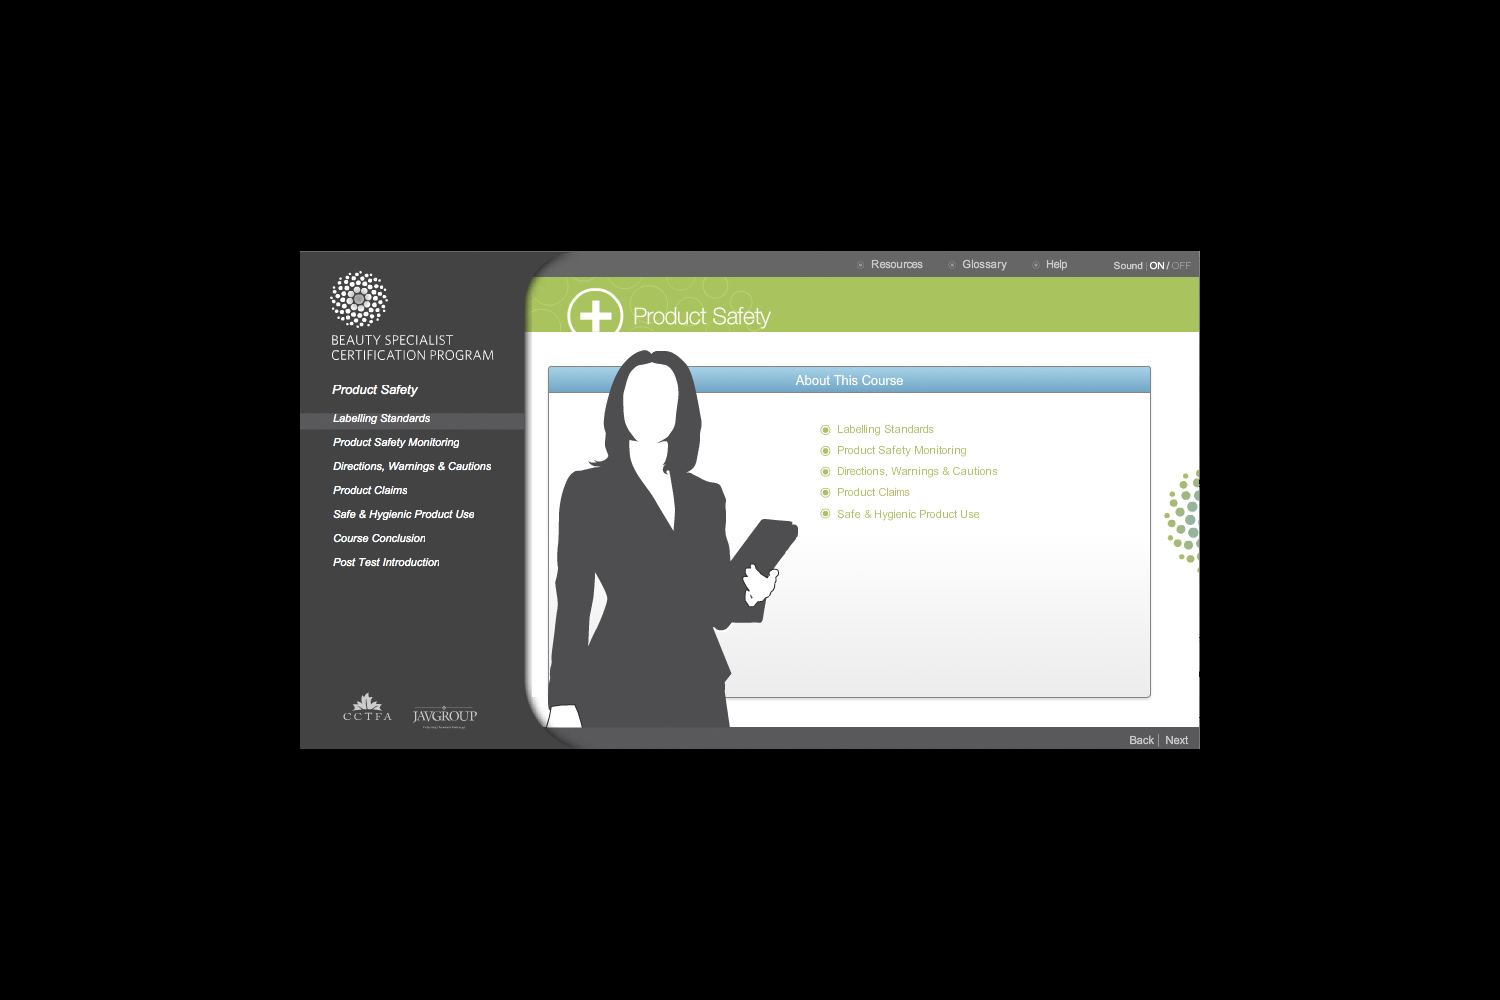 Resources
Glossary
Help
Sound | ON / OFF
Product Safety
BEAUTY SPECIALIST
CERTIFICATION PROGRAM
Product Safety
Labelling Standards
Product Safety Monitoring
Directions, Warnings & Cautions
Product Claims
Safe & Hygienic Product Use
Course Conclusion
Post Test Introduction
CCTFA
JAVGROUP
About This Course
Labelling Standards
Product Safety Monitoring
Directions, Warnings & Cautions
Product Claims
Safe & Hygienic Product Use
Back | Next